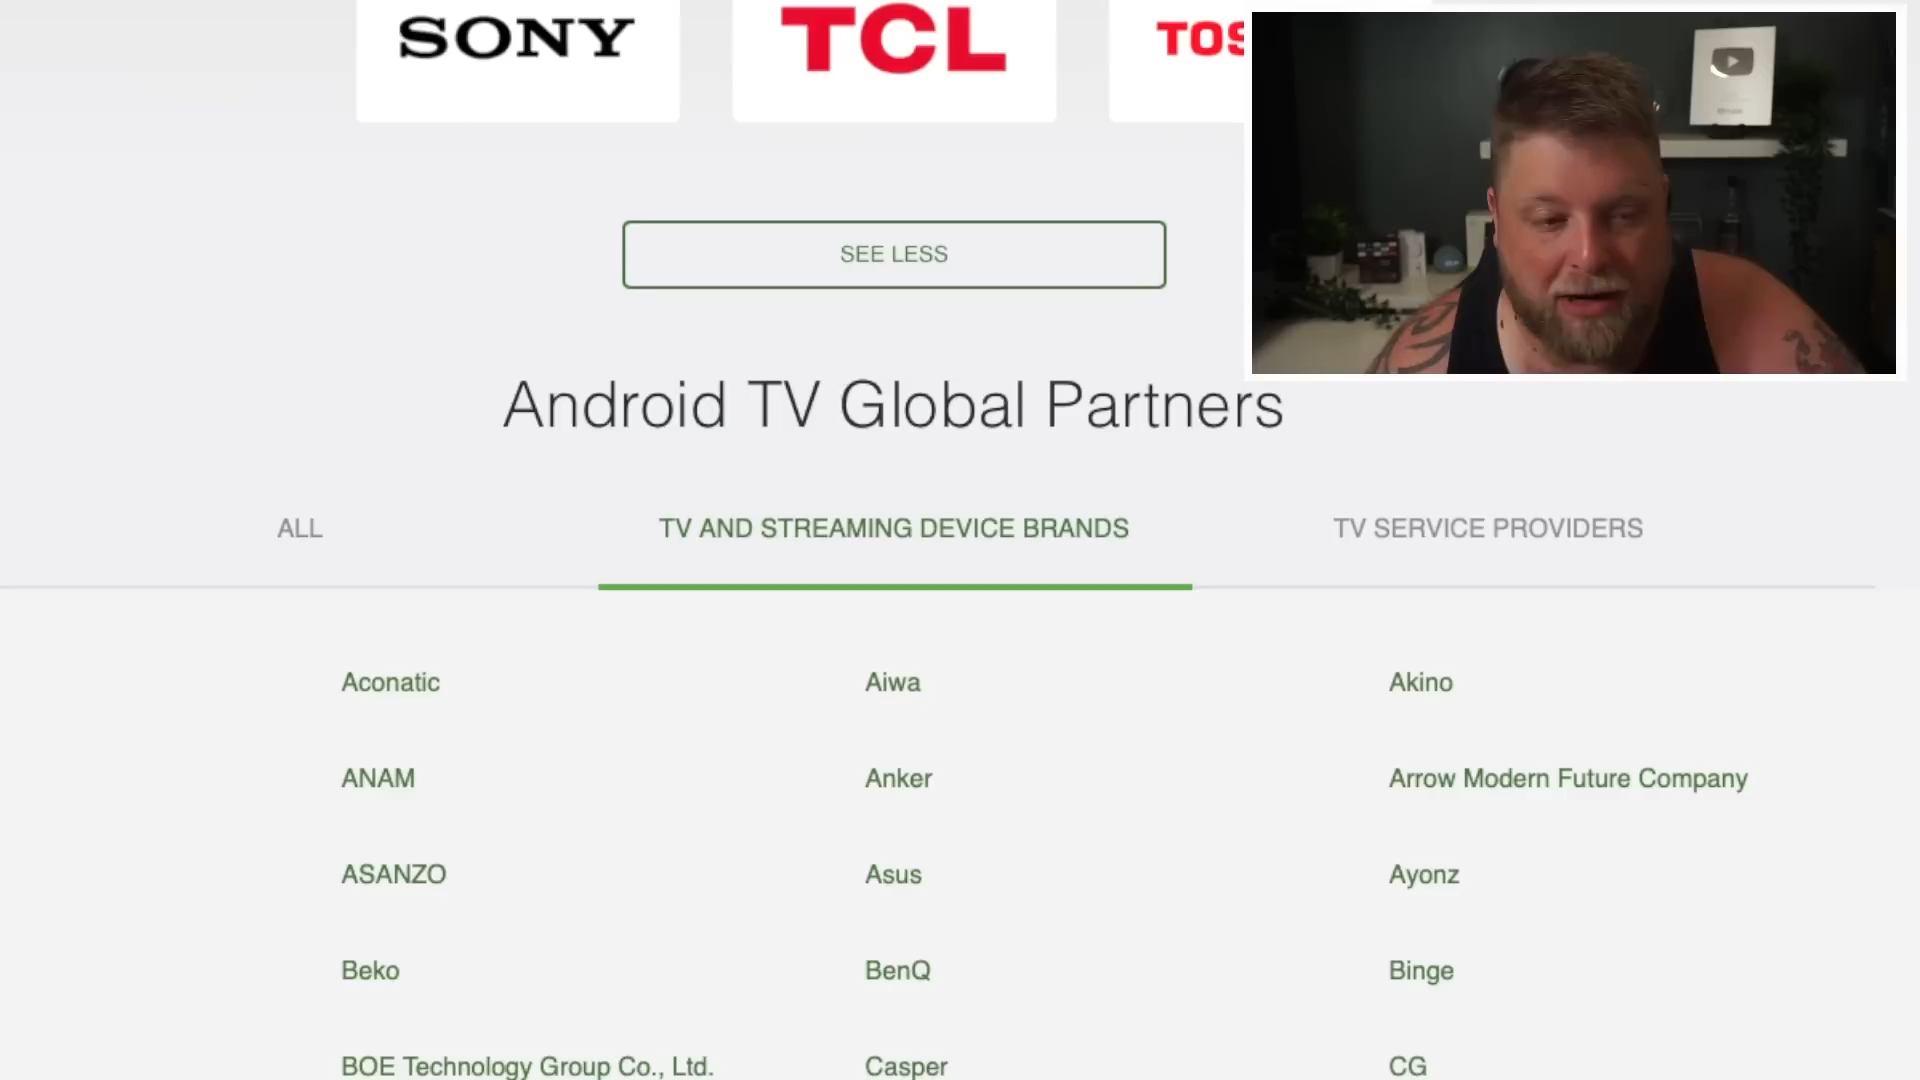 SONY
TCL
TOS
SEE LESS
Android TV Global Partners
ALL
TV AND STREAMING DEVICE BRANDS
TV SERVICE PROVIDERS
Aconatic
Aiwa
Akino
ANAM
Anker
Arrow Modern Future Company
ASANZO
Asus
Ayonz
Beko
BenQ
Binge
BOE Technology Group Co., Ltd.
Casper
CG